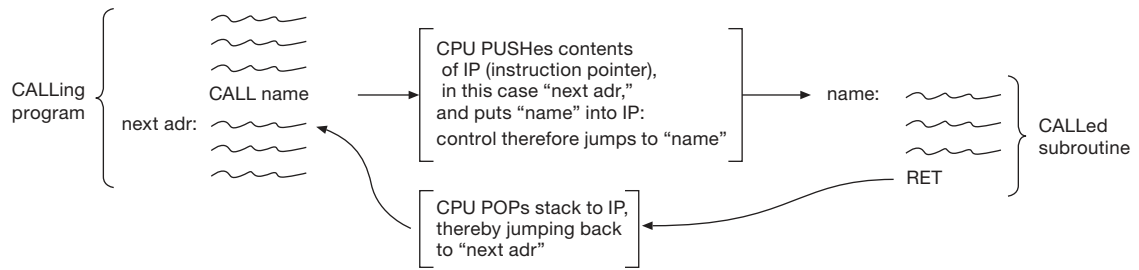 CALLing
program
CALL name
next adr:
CPU PUSHes contents
of IP (instruction pointer),
in this case “next adr,”
and puts “name” into IP:
control therefore jumps to “name”
name:
RET
CALLed
subroutine
CPU POPs stack to IP,
thereby jumping back
to “next adr”